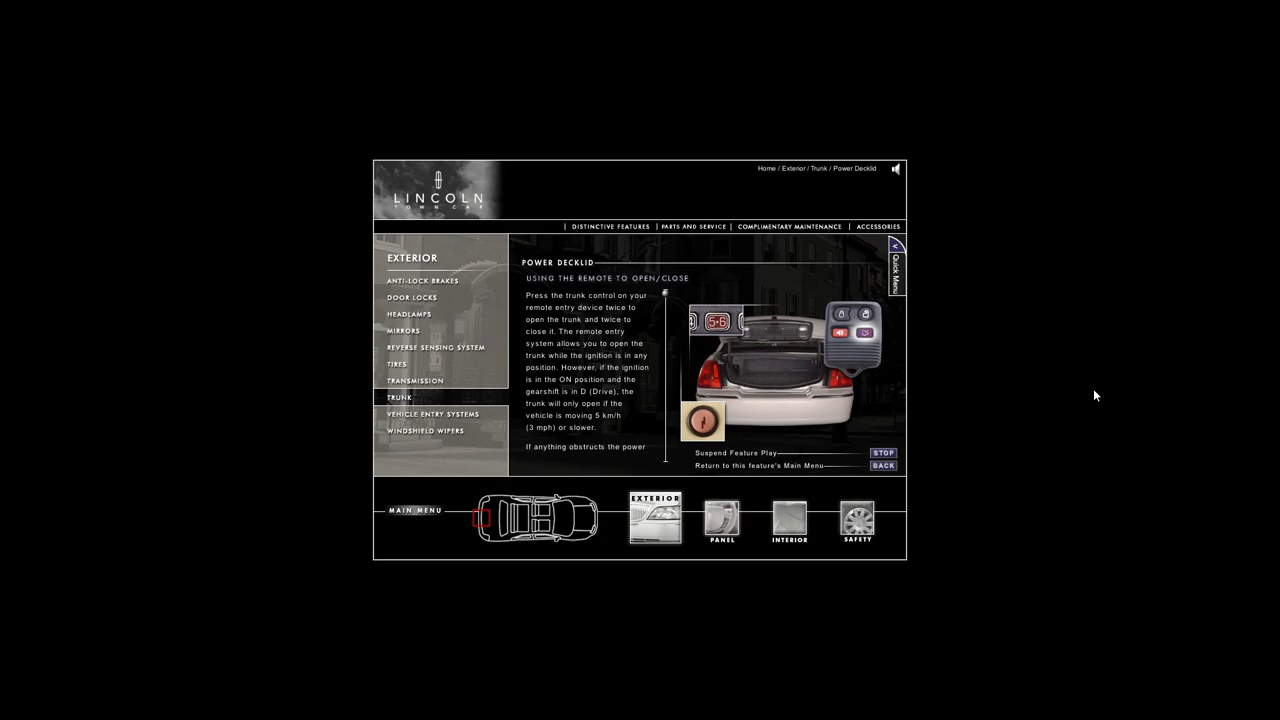 Home / Exterior / Trunk / Power Decklid
LINCOLN
TOWN CAR
DISTINCTIVE FEATURES | PARTS AND SERVICE | COMPLIMENTARY MAINTENANCE | ACCESSORIES
Quick Menu
EXTERIOR
ANTI-LOCK BRAKES
DOOR LOCKS
HEADLAMPS
MIRRORS
REVERSE SENSING SYSTEM
TIRES
TRANSMISSION
TRUNK
VEHICLE ENTRY SYSTEMS
WINDSHIELD WIPERS
POWER DECKLID
USING THE REMOTE TO OPEN/CLOSE
Press the trunk control on your
remote entry device twice to
open the trunk and twice to
close it. The remote entry
system allows you to open the
trunk while the ignition is in any
position. However, if the ignition
is in the ON position and the
gearshift is in D (Drive), the
trunk will only open if the
vehicle is moving 5 km/h
(3 mph) or slower.
If anything obstructs the power
5•6
Suspend Feature Play
STOP
Return to this feature's Main Menu
BACK
MAIN MENU
EXTERIOR
PANEL
INTERIOR
SAFETY